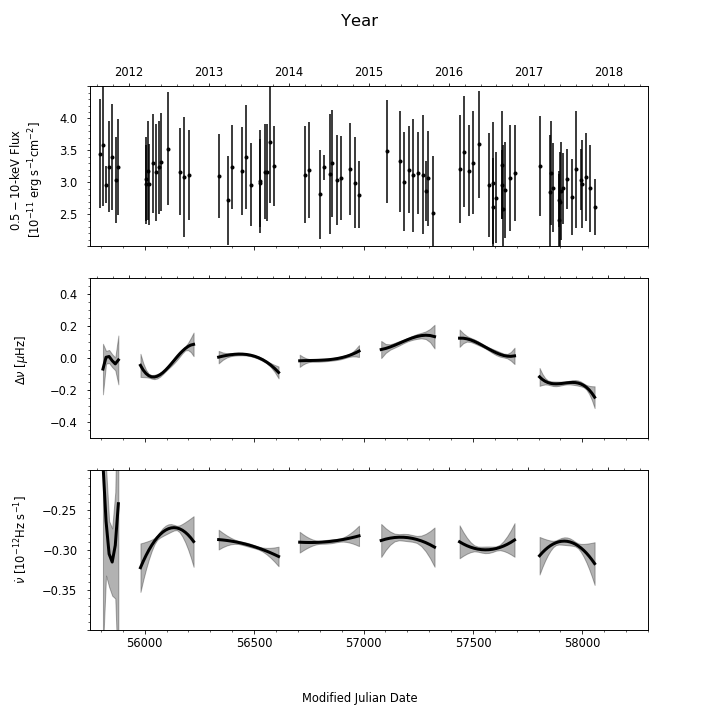 Year
2012 2013 2014 2015 2016 2017 2018
4.0
3.5
3.0
2.5
0.5 − 10-keV Flux
[10⁻¹¹ erg s⁻¹cm⁻²]
0.4
0.2
0.0
−0.2
−0.4
Δν [μHz]
−0.25
−0.30
−0.35
ν̇ [10⁻¹²Hz s⁻¹]
56000 56500 57000 57500 58000
Modified Julian Date